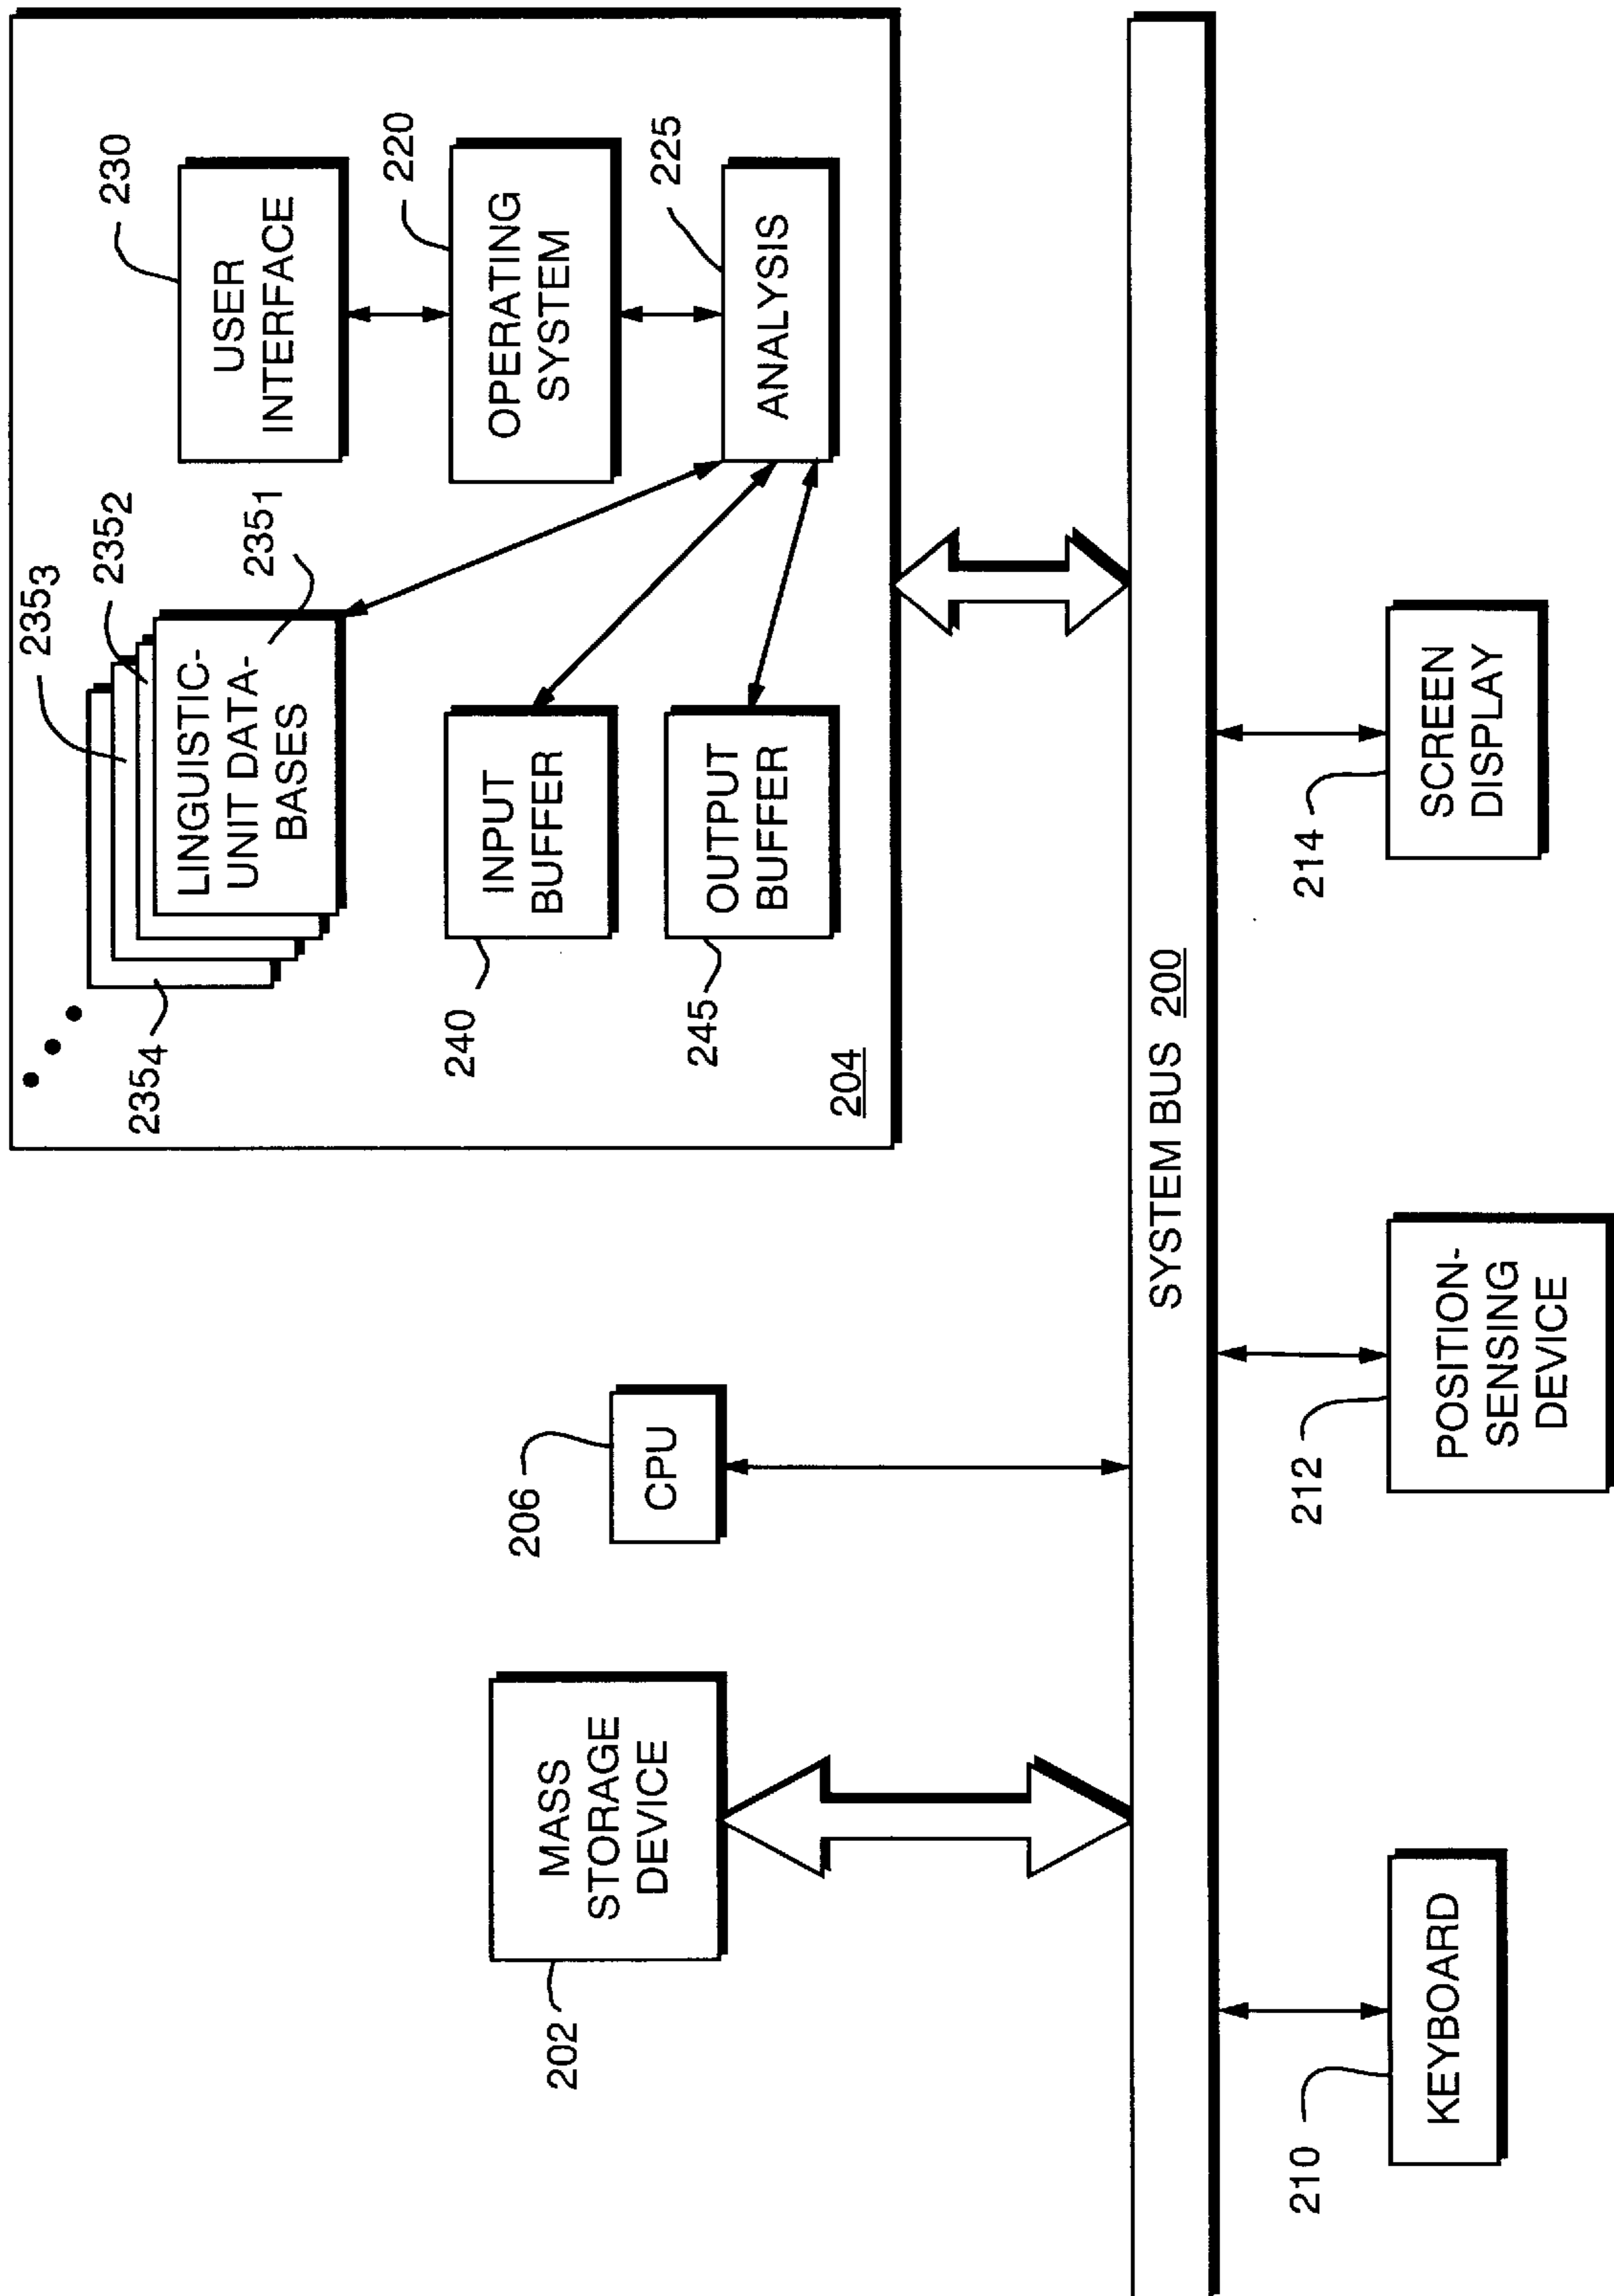 235₃
235₂
235₄
LINGUISTIC-
UNIT DATA-
BASES
235₁
230
USER
INTERFACE
240
INPUT
BUFFER
220
OPERATING
SYSTEM
245
OUTPUT
BUFFER
225
ANALYSIS
204
202
MASS
STORAGE
DEVICE
206
CPU
SYSTEM BUS 200
210
KEYBOARD
212
POSITION-
SENSING
DEVICE
214
SCREEN
DISPLAY